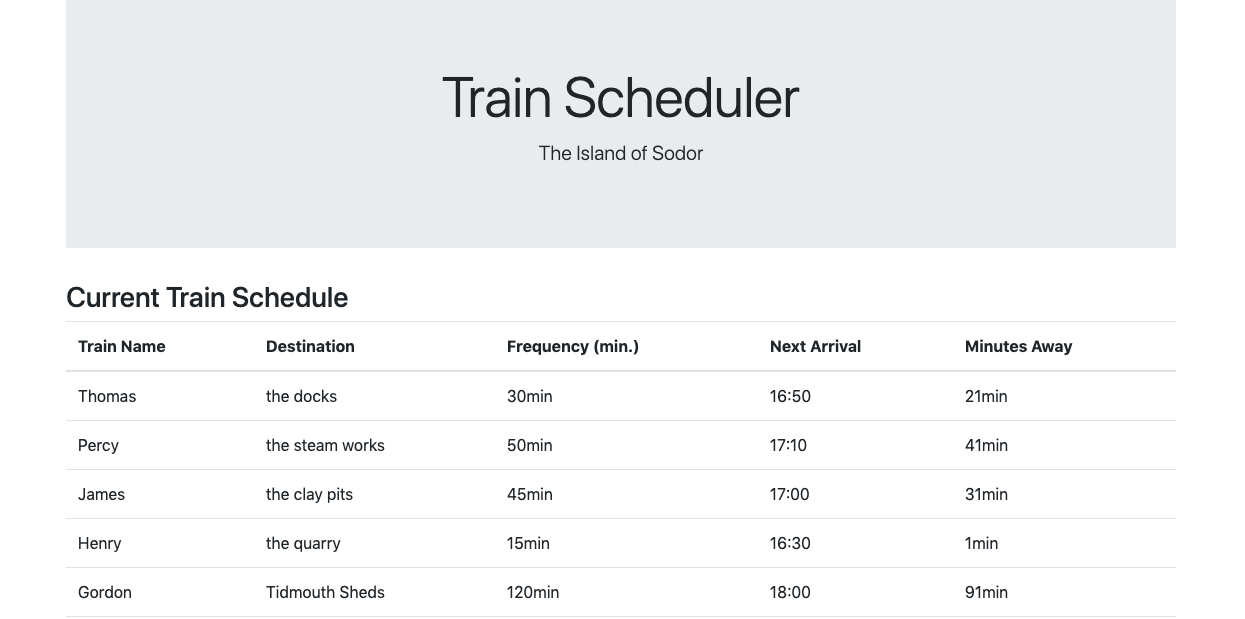 Train Scheduler
The Island of Sodor
Current Train Schedule
Train Name Destination Frequency (min.) Next Arrival Minutes Away
Thomas the docks 30min 16:50 21min
Percy the steam works 50min 17:10 41min
James the clay pits 45min 17:00 31min
Henry the quarry 15min 16:30 1min
Gordon Tidmouth Sheds 120min 18:00 91min